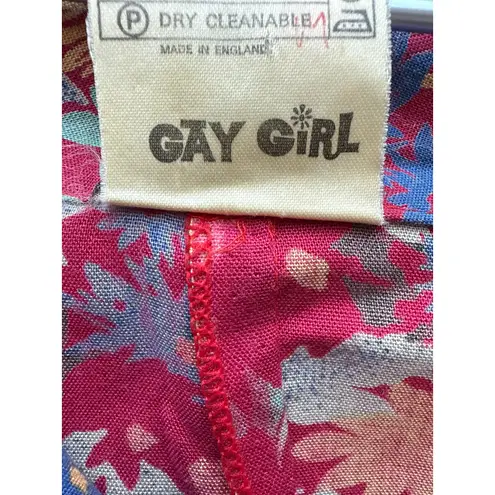 P DRY CLEANABLE
MADE IN ENGLAND
GAY GIRL